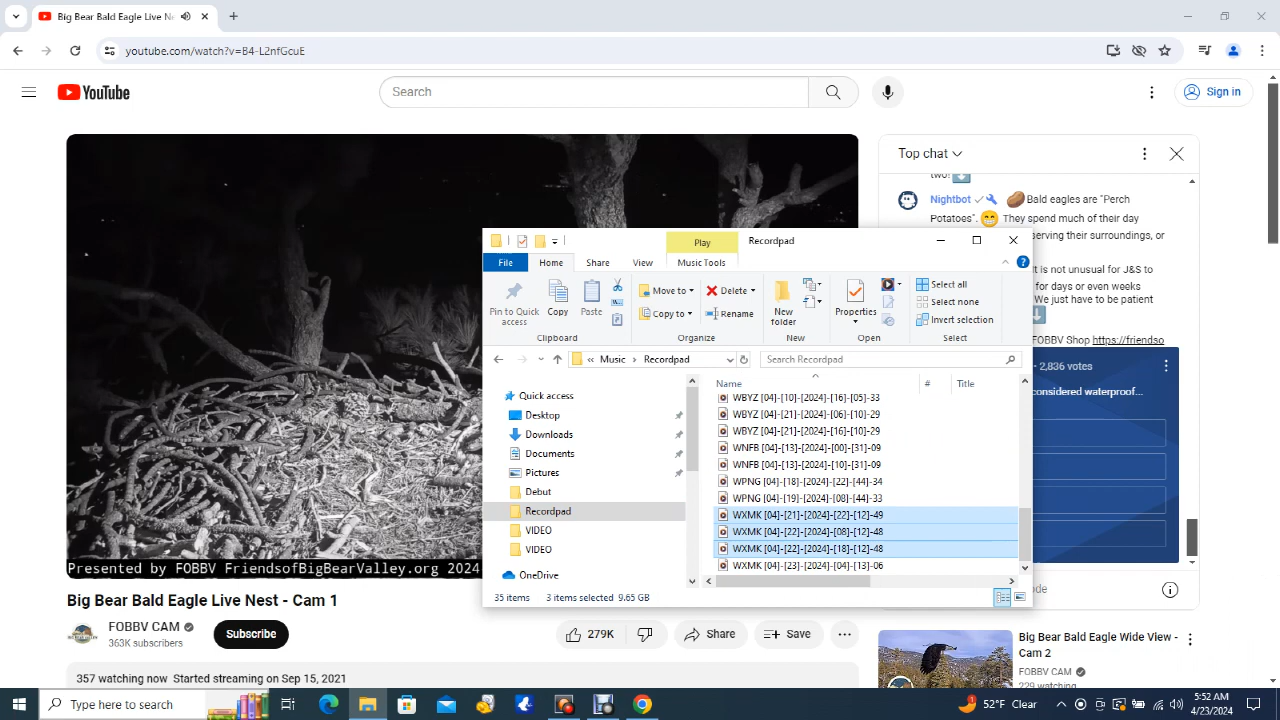 Big Bear Bald Eagle Live Ne
youtube.com/watch?v=B4-L2nfGcuE
YouTube
Search
Sign in
Top chat
two!
Nightbot Bald eagles are "Perch
Potatoes". They spend much of their day
serving their surroundings, or
t is not unusual for J&S to
for days or even weeks
We just have to be patient
FOBBV Shop https://friendso
- 2,836 votes
considered waterproof...
Play
Recordpad
File
Home
Share
View
Music Tools
Pin to Quick access
Copy
Paste
Move to
Copy to
Delete
Rename
New folder
Properties
Select all
Select none
Invert selection
Clipboard
Organize
New
Open
Select
« Music > Recordpad
Search Recordpad
Name
#
Title
Quick access
Desktop
Downloads
Documents
Pictures
Debut
Recordpad
VIDEO
VIDEO
OneDrive
WBYZ [04]-[10]-[2024]-[16]-[05]-33
WBYZ [04]-[21]-[2024]-[06]-[10]-29
WBYZ [04]-[21]-[2024]-[16]-[10]-29
WNFB [04]-[13]-[2024]-[00]-[31]-09
WNFB [04]-[13]-[2024]-[10]-[31]-09
WPNG [04]-[18]-[2024]-[22]-[44]-34
WPNG [04]-[19]-[2024]-[08]-[44]-33
WXMK [04]-[21]-[2024]-[22]-[12]-49
WXMK [04]-[22]-[2024]-[08]-[12]-48
WXMK [04]-[22]-[2024]-[18]-[12]-48
WXMK [04]-[23]-[2024]-[04]-[13]-06
35 items
3 items selected 9.65 GB
Presented by FOBBV FriendsofBigBearValley.org 2024
Big Bear Bald Eagle Live Nest - Cam 1
FOBBV CAM
363K subscribers
Subscribe
279K
Share
Save
357 watching now Started streaming on Sep 15, 2021
ode
Big Bear Bald Eagle Wide View - Cam 2
FOBBV CAM
229 watching
Type here to search
52°F Clear
5:52 AM
4/23/2024